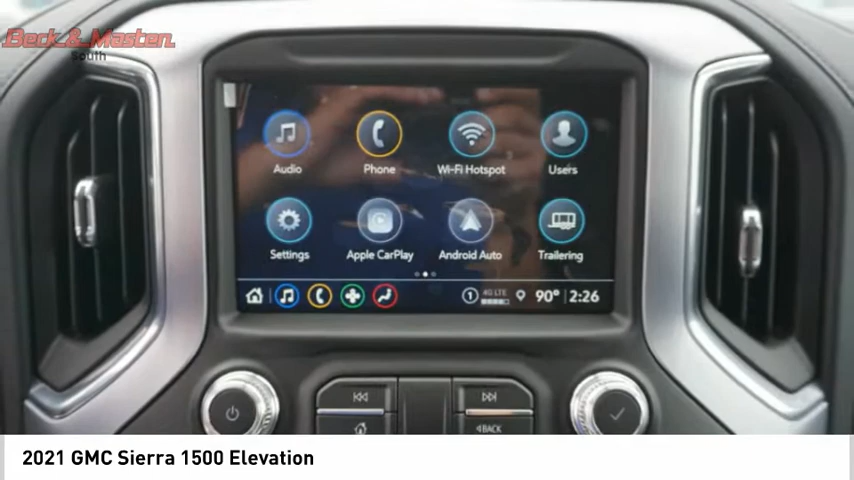 Beck & Masten
South
Audio Phone Wi-Fi Hotspot Users
Settings Apple CarPlay Android Auto Trailering
1 4G LTE 90° 2:26
BACK
2021 GMC Sierra 1500 Elevation